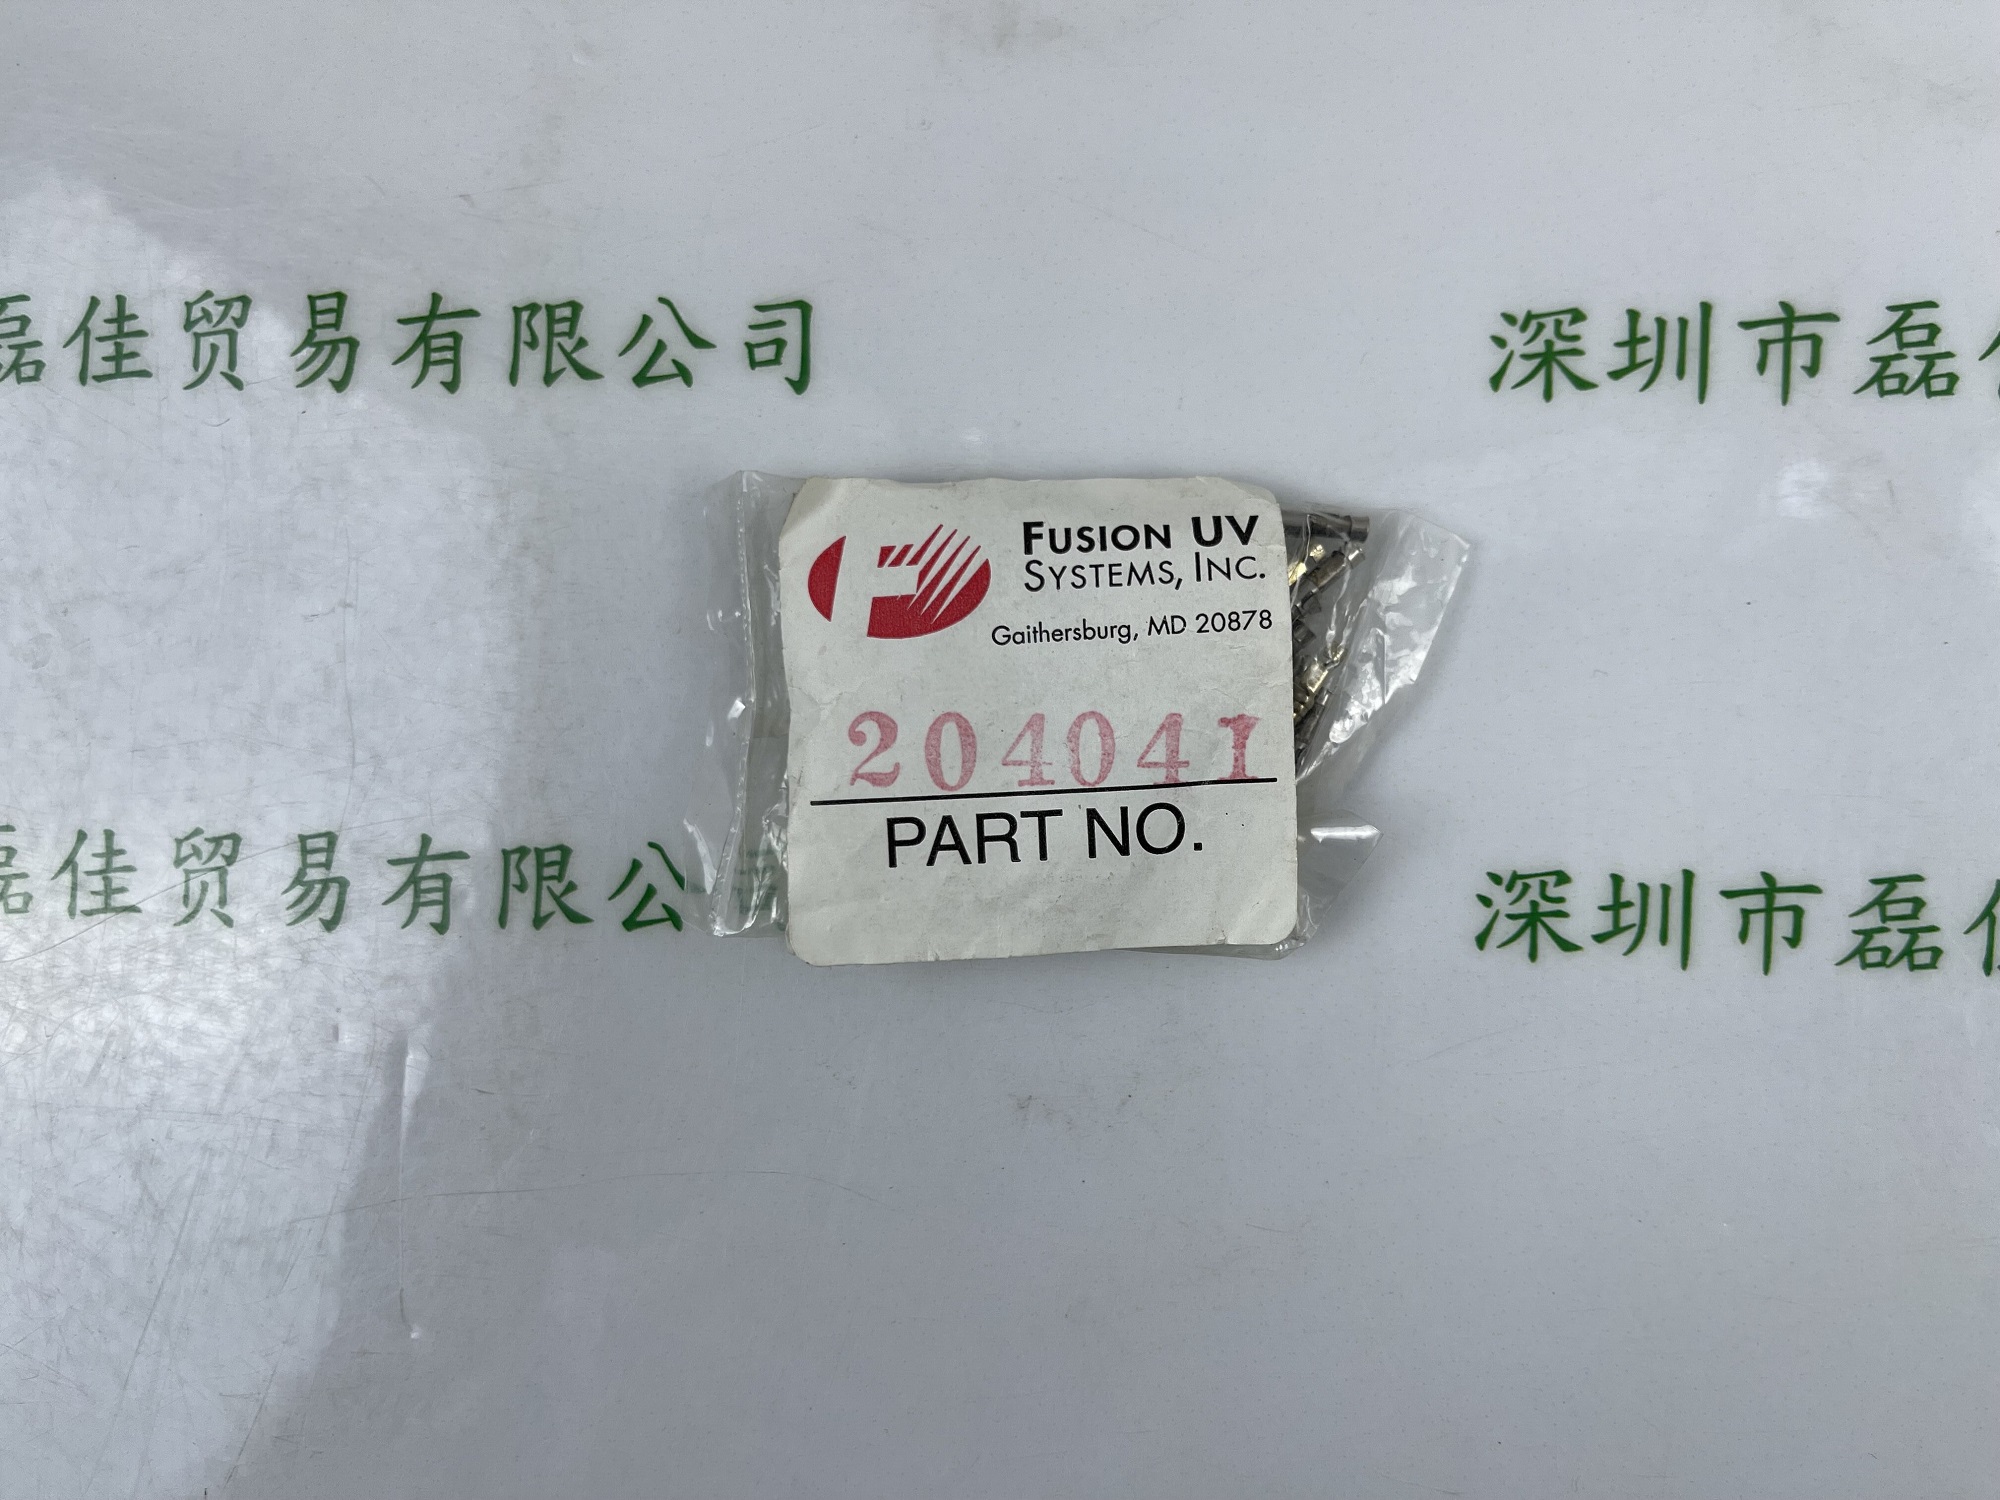 磊佳贸易有限公司
深圳市磊
FUSION UV
SYSTEMS, INC.
Gaithersburg, MD 20878
204041
PART NO.
磊佳贸易有限公
深圳市磊